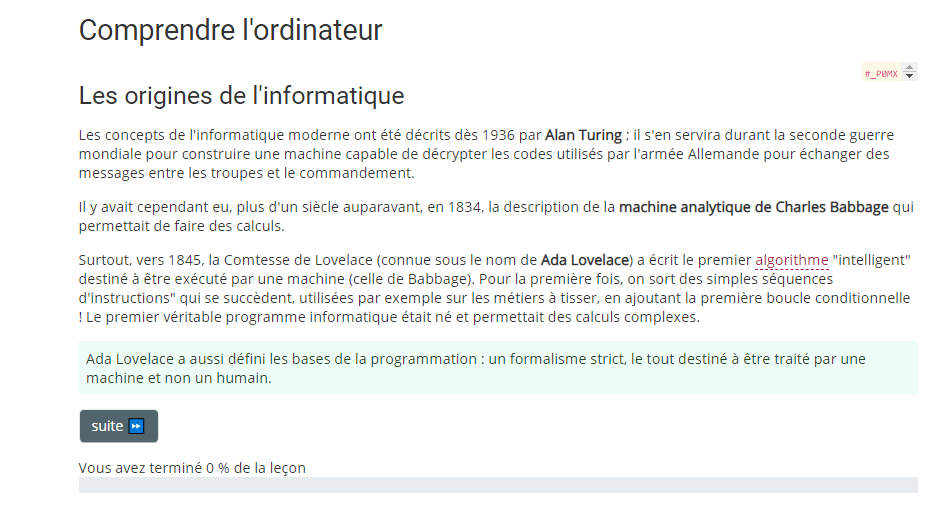 Comprendre l'ordinateur
#_P0MX
Les origines de l'informatique
Les concepts de l'informatique moderne ont été décrits dès 1936 par Alan Turing ; il s'en servira durant la seconde guerre
mondiale pour construire une machine capable de décrypter les codes utilisés par l'armée Allemande pour échanger des
messages entre les troupes et le commandement.
Il y avait cependant eu, plus d'un siècle auparavant, en 1834, la description de la machine analytique de Charles Babbage qui
permettait de faire des calculs.
Surtout, vers 1845, la Comtesse de Lovelace (connue sous le nom de Ada Lovelace) a écrit le premier algorithme "intelligent"
destiné à être exécuté par une machine (celle de Babbage). Pour la première fois, on sort des simples séquences
d'instructions" qui se succèdent, utilisées par exemple sur les métiers à tisser, en ajoutant la première boucle conditionnelle
! Le premier véritable programme informatique était né et permettait des calculs complexes.
Ada Lovelace a aussi défini les bases de la programmation : un formalisme strict, le tout destiné à être traité par une
machine et non un humain.
suite ⏩
Vous avez terminé 0 % de la leçon